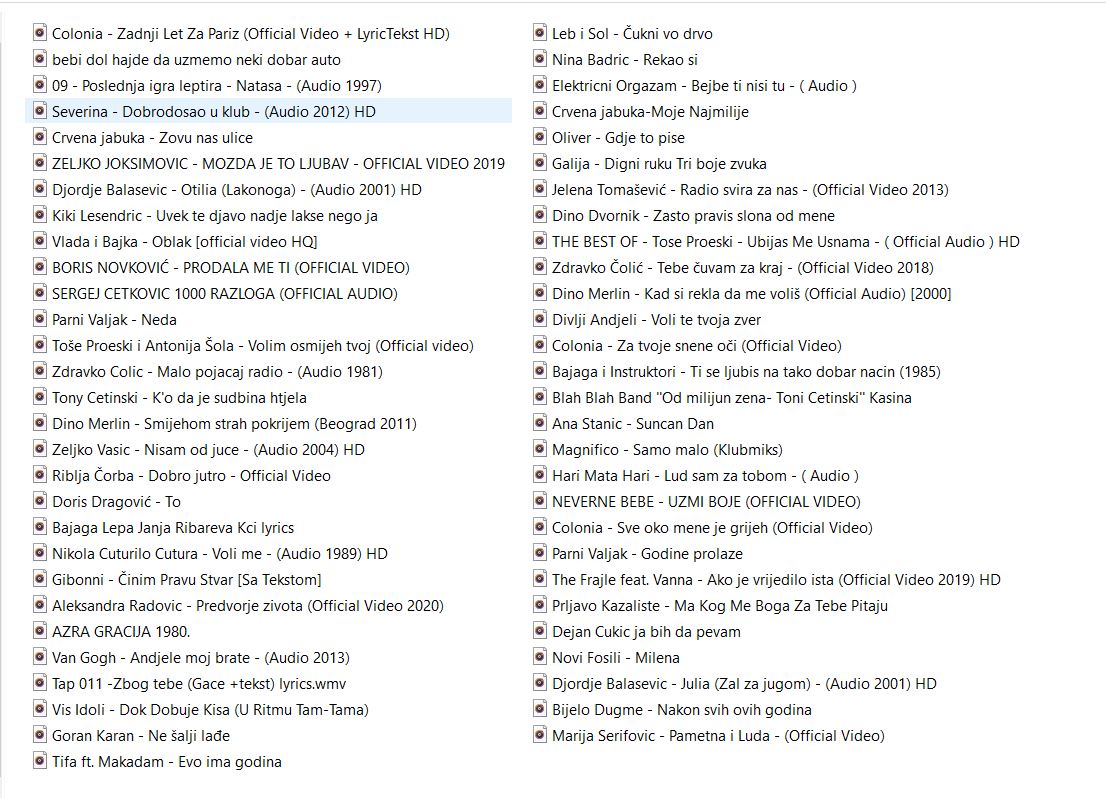 Colonia - Zadnji Let Za Pariz (Official Video + LyricTekst HD)
bebi dol hajde da uzmemo neki dobar auto
09 - Poslednja igra leptira - Natasa - (Audio 1997)
Severina - Dobrodosao u klub - (Audio 2012) HD
Crvena jabuka - Zovu nas ulice
ZELJKO JOKSIMOVIC - MOZDA JE TO LJUBAV - OFFICIAL VIDEO 2019
Djordje Balasevic - Otilia (Lakonoga) - (Audio 2001) HD
Kiki Lesendric - Uvek te djavo nadje lakse nego ja
Vlada i Bajka - Oblak [official video HQ]
BORIS NOVKOVIĆ - PRODALA ME TI (OFFICIAL VIDEO)
SERGEJ CETKOVIC 1000 RAZLOGA (OFFICIAL AUDIO)
Parni Valjak - Neda
Toše Proeski i Antonija Šola - Volim osmijeh tvoj (Official video)
Zdravko Colic - Malo pojacaj radio - (Audio 1981)
Tony Cetinski - K'o da je sudbina htjela
Dino Merlin - Smijehom strah pokrijem (Beograd 2011)
Zeljko Vasic - Nisam od juce - (Audio 2004) HD
Riblja Čorba - Dobro jutro - Official Video
Doris Dragović - To
Bajaga Lepa Janja Ribareva Kci lyrics
Nikola Cuturilo Cutura - Voli me - (Audio 1989) HD
Gibonni - Činim Pravu Stvar [Sa Tekstom]
Aleksandra Radovic - Predvorje zivota (Official Video 2020)
AZRA GRACIJA 1980.
Van Gogh - Andjele moj brate - (Audio 2013)
Tap 011 -Zbog tebe (Gace +tekst) lyrics.wmv
Vis Idoli - Dok Dobuje Kisa (U Ritmu Tam-Tama)
Goran Karan - Ne šalji lađe
Tifa ft. Makadam - Evo ima godina
Leb i Sol - Čukni vo drvo
Nina Badric - Rekao si
Elektricni Orgazam - Bejbe ti nisi tu - ( Audio )
Crvena jabuka-Moje Najmilije
Oliver - Gdje to pise
Galija - Digni ruku Tri boje zvuka
Jelena Tomašević - Radio svira za nas - (Official Video 2013)
Dino Dvornik - Zasto pravis slona od mene
THE BEST OF - Tose Proeski - Ubijas Me Usnama - ( Official Audio ) HD
Zdravko Čolić - Tebe čuvam za kraj - (Official Video 2018)
Dino Merlin - Kad si rekla da me voliš (Official Audio) [2000]
Divlji Andjeli - Voli te tvoja zver
Colonia - Za tvoje snene oči (Official Video)
Bajaga i Instruktori - Ti se ljubis na tako dobar nacin (1985)
Blah Blah Band "Od milijun zena- Toni Cetinski" Kasina
Ana Stanic - Suncan Dan
Magnifico - Samo malo (Klubmiks)
Hari Mata Hari - Lud sam za tobom - ( Audio )
NEVERNE BEBE - UZMI BOJE (OFFICIAL VIDEO)
Colonia - Sve oko mene je grijeh (Official Video)
Parni Valjak - Godine prolaze
The Frajle feat. Vanna - Ako je vrijedilo ista (Official Video 2019) HD
Prljavo Kazaliste - Ma Kog Me Boga Za Tebe Pitaju
Dejan Cukic ja bih da pevam
Novi Fosili - Milena
Djordje Balasevic - Julia (Zal za jugom) - (Audio 2001) HD
Bijelo Dugme - Nakon svih ovih godina
Marija Serifovic - Pametna i Luda - (Official Video)